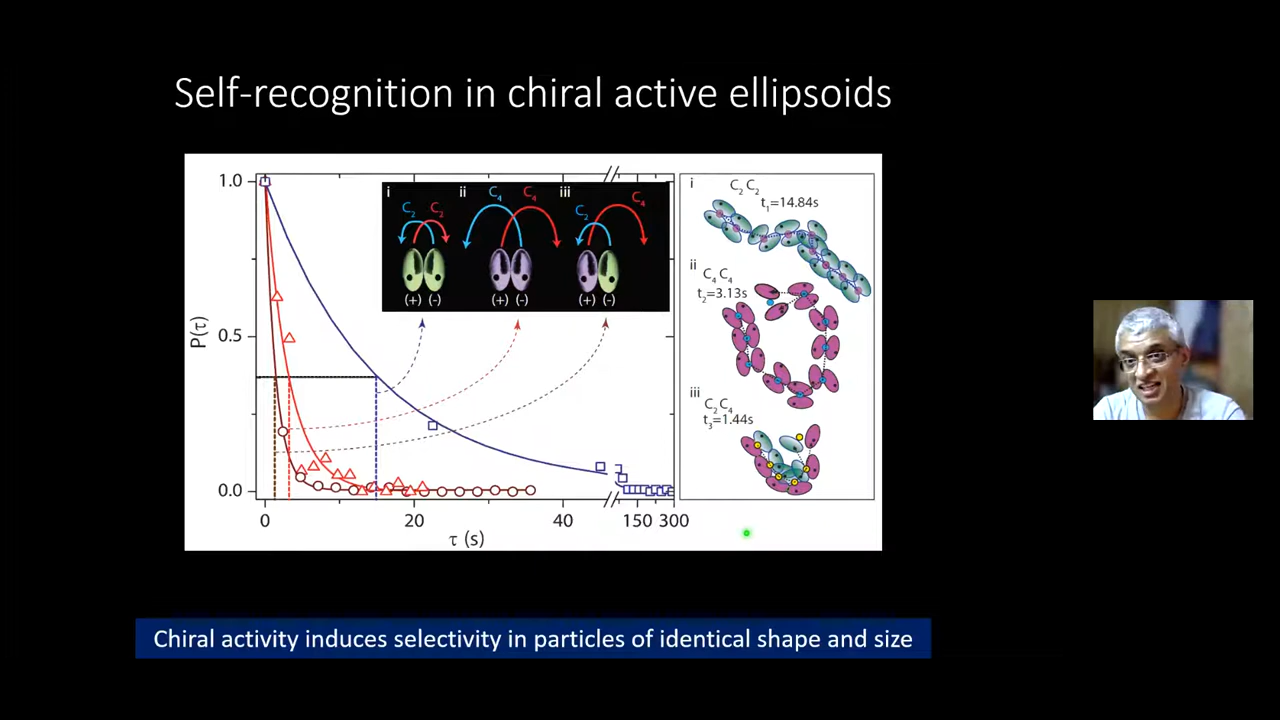 Self-recognition in chiral active ellipsoids
1.0
0.5
0.0
P(τ)
0
20
40
150 300
τ (s)
i
C2 C2
(+) (-)
ii
C4 C4
(+) (-)
iii
C2 C4
(+) (-)
i
C2 C2
t1=14.84s
ii
C4 C4
t2=3.13s
iii
C2 C4
t3=1.44s
Chiral activity induces selectivity in particles of identical shape and size